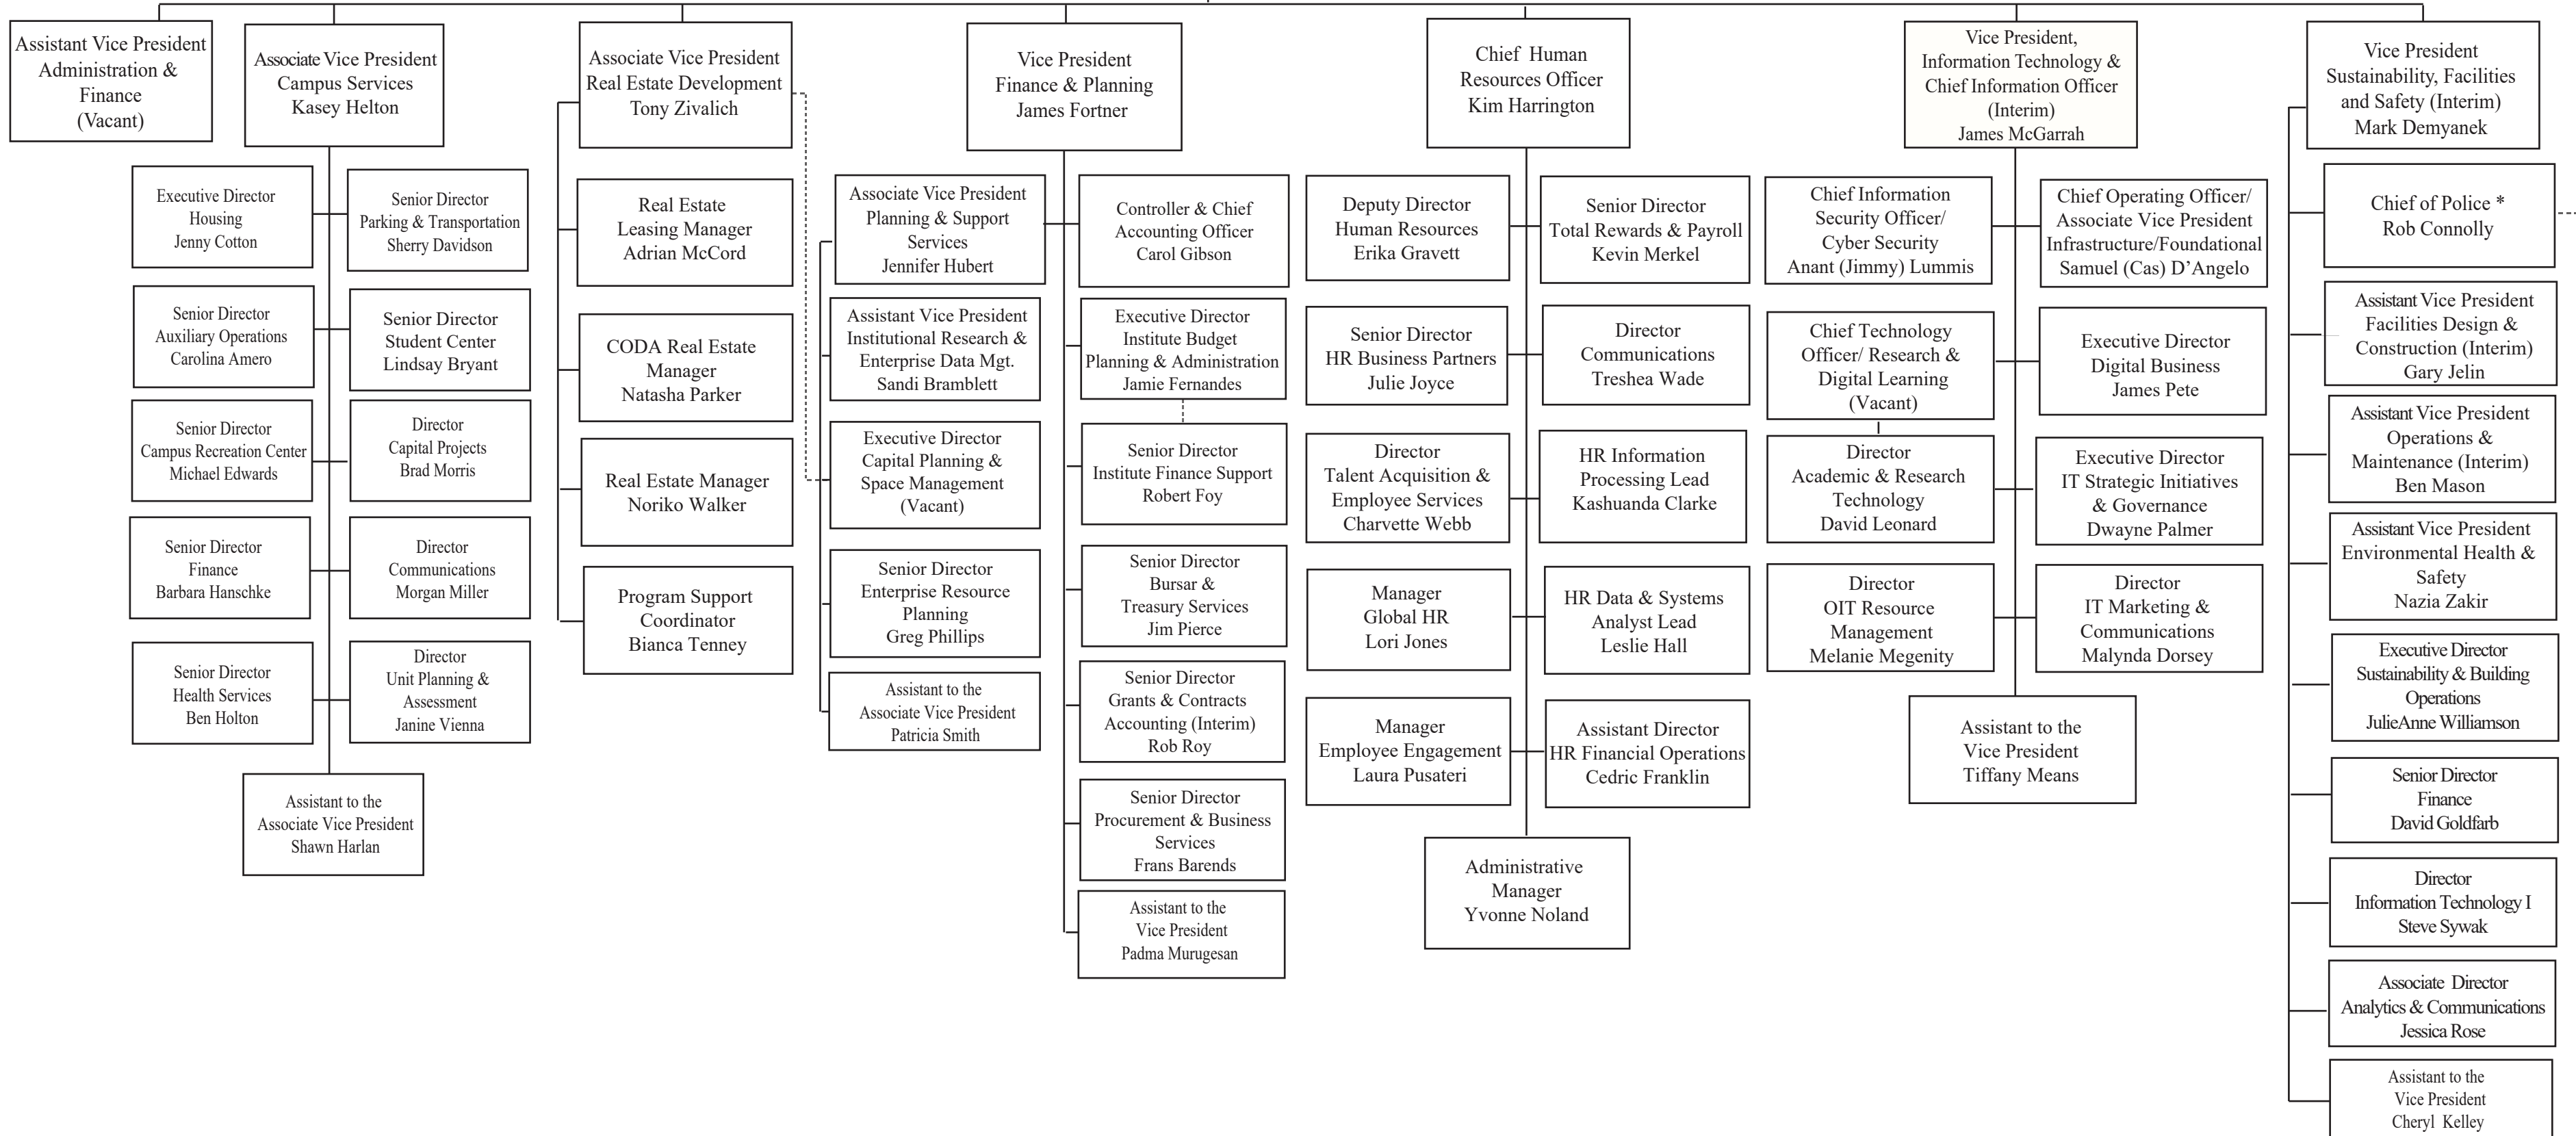 Assistant Vice President
Administration &
Finance
(Vacant)
Associate Vice President
Campus Services
Kasey Helton
Associate Vice President
Real Estate Development
Tony Zivalich
Vice President
Finance & Planning
James Fortner
Chief Human
Resources Officer
Kim Harrington
Vice President,
Information Technology &
Chief Information Officer
(Interim)
James McGarrah
Vice President
Sustainability, Facilities
and Safety (Interim)
Mark Demyanek
Executive Director
Housing
Jenny Cotton
Senior Director
Parking & Transportation
Sherry Davidson
Senior Director
Auxiliary Operations
Carolina Amero
Senior Director
Student Center
Lindsay Bryant
Senior Director
Campus Recreation Center
Michael Edwards
Director
Capital Projects
Brad Morris
Senior Director
Finance
Barbara Hanschke
Director
Communications
Morgan Miller
Senior Director
Health Services
Ben Holton
Director
Unit Planning &
Assessment
Janine Vienna
Assistant to the
Associate Vice President
Shawn Harlan
Real Estate
Leasing Manager
Adrian McCord
CODA Real Estate
Manager
Natasha Parker
Real Estate Manager
Noriko Walker
Program Support
Coordinator
Bianca Tenney
Associate Vice President
Planning & Support
Services
Jennifer Hubert
Assistant Vice President
Institutional Research &
Enterprise Data Mgt.
Sandi Bramblett
Executive Director
Capital Planning &
Space Management
(Vacant)
Senior Director
Enterprise Resource
Planning
Greg Phillips
Assistant to the
Associate Vice President
Patricia Smith
Controller & Chief
Accounting Officer
Carol Gibson
Executive Director
Institute Budget
Planning & Administration
Jamie Fernandes
Senior Director
Institute Finance Support
Robert Foy
Senior Director
Bursar &
Treasury Services
Jim Pierce
Senior Director
Grants & Contracts
Accounting (Interim)
Rob Roy
Senior Director
Procurement & Business
Services
Frans Barends
Assistant to the
Vice President
Padma Murugesan
Deputy Director
Human Resources
Erika Gravett
Senior Director
Total Rewards & Payroll
Kevin Merkel
Senior Director
HR Business Partners
Julie Joyce
Director
Communications
Treshea Wade
Director
Talent Acquisition &
Employee Services
Charvette Webb
HR Information
Processing Lead
Kashuanda Clarke
Manager
Global HR
Lori Jones
HR Data & Systems
Analyst Lead
Leslie Hall
Manager
Employee Engagement
Laura Pusateri
Assistant Director
HR Financial Operations
Cedric Franklin
Administrative
Manager
Yvonne Noland
Chief Information
Security Officer/
Cyber Security
Anant (Jimmy) Lummis
Chief Operating Officer/
Associate Vice President
Infrastructure/Foundational
Samuel (Cas) D’Angelo
Chief Technology
Officer/ Research &
Digital Learning
(Vacant)
Executive Director
Digital Business
James Pete
Director
Academic & Research
Technology
David Leonard
Executive Director
IT Strategic Initiatives
& Governance
Dwayne Palmer
Director
OIT Resource
Management
Melanie Megenity
Director
IT Marketing &
Communications
Malynda Dorsey
Assistant to the
Vice President
Tiffany Means
Chief of Police *
Rob Connolly
Assistant Vice President
Facilities Design &
Construction (Interim)
Gary Jelin
Assistant Vice President
Operations &
Maintenance (Interim)
Ben Mason
Assistant Vice President
Environmental Health &
Safety
Nazia Zakir
Executive Director
Sustainability & Building
Operations
JulieAnne Williamson
Senior Director
Finance
David Goldfarb
Director
Information Technology I
Steve Sywak
Associate Director
Analytics & Communications
Jessica Rose
Assistant to the
Vice President
Cheryl Kelley